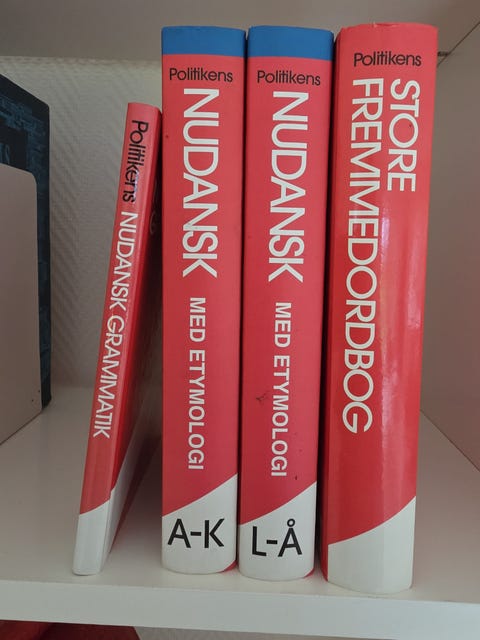 Politikens NUDANSK GRAMMATIK
Politikens
NUDANSK MED ETYMOLOGI
A-K
Politikens
NUDANSK MED ETYMOLOGI
L-Å
Politikens
STORE
FREMMEDORDBOG